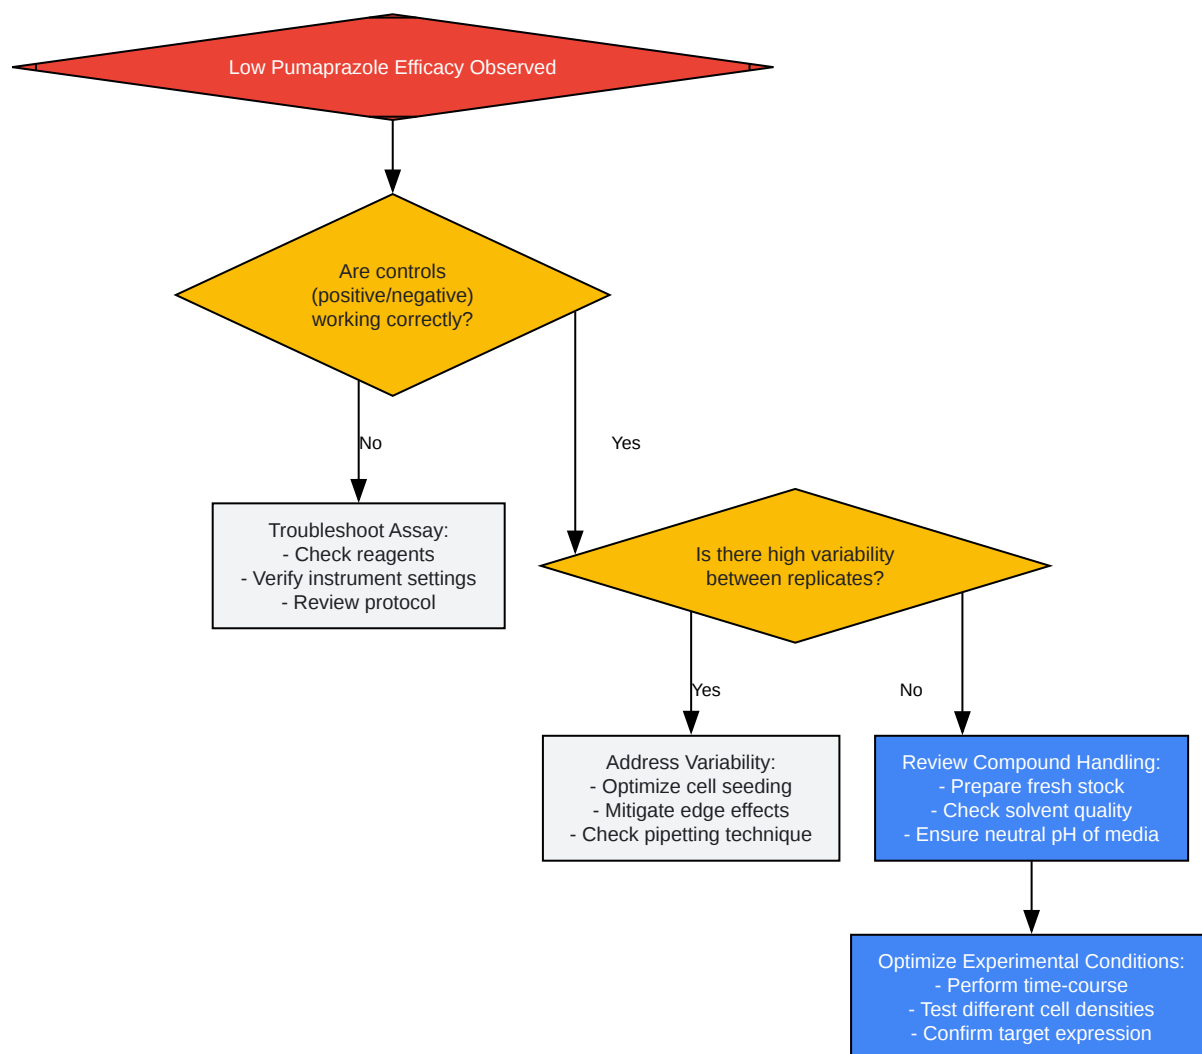 Low Pumaprazole Efficacy Observed
Are controls
(positive/negative)
working correctly?
No
Yes
Troubleshoot Assay:
- Check reagents
- Verify instrument settings
- Review protocol
Is there high variability
between replicates?
Yes
No
Address Variability:
- Optimize cell seeding
- Mitigate edge effects
- Check pipetting technique
Review Compound Handling:
- Prepare fresh stock
- Check solvent quality
- Ensure neutral pH of media
Optimize Experimental Conditions:
- Perform time-course
- Test different cell densities
- Confirm target expression